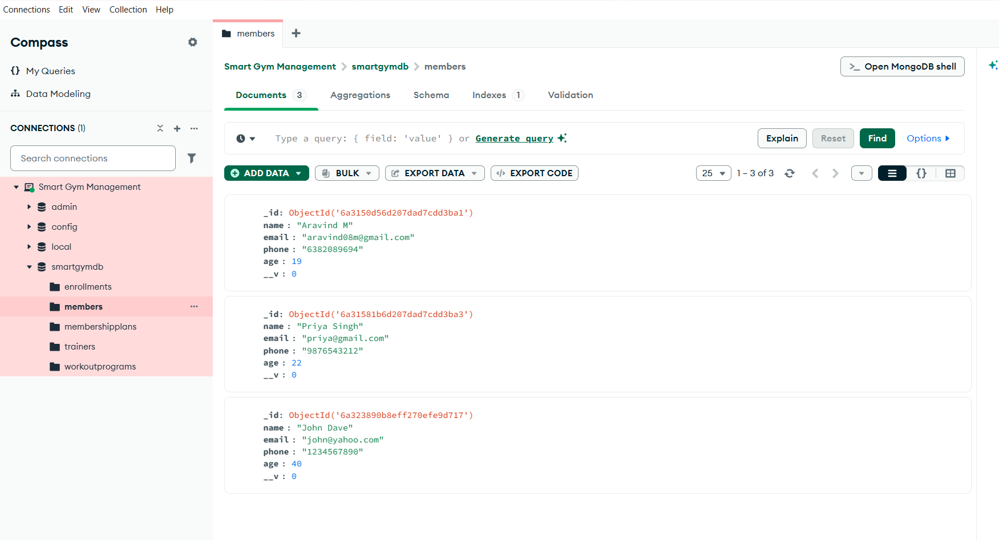 Connections Edit View Collection Help
Compass
My Queries
Data Modeling
CONNECTIONS (1)
Search connections
Smart Gym Management
admin
config
local
smartgymdb
enrollments
members
membershipplans
trainers
workoutprograms
members
Smart Gym Management > smartgymdb > members
>_ Open MongoDB shell
Documents 3 Aggregations Schema Indexes 1 Validation
Type a query: { field: 'value' } or Generate query
Explain Reset Find Options
ADD DATA BULK EXPORT DATA EXPORT CODE
25 1 – 3 of 3
_id: ObjectId('6a3150d56d207dad7cdd3ba1')
name : "Aravind M"
email : "aravind08m@gmail.com"
phone : "6382089694"
age : 19
__v : 0
_id: ObjectId('6a31581b6d207dad7cdd3ba3')
name : "Priya Singh"
email : "priya@gmail.com"
phone : "9876543212"
age : 22
__v : 0
_id: ObjectId('6a323890b8eff270efe9d717')
name : "John Dave"
email : "john@yahoo.com"
phone : "1234567890"
age : 40
__v : 0